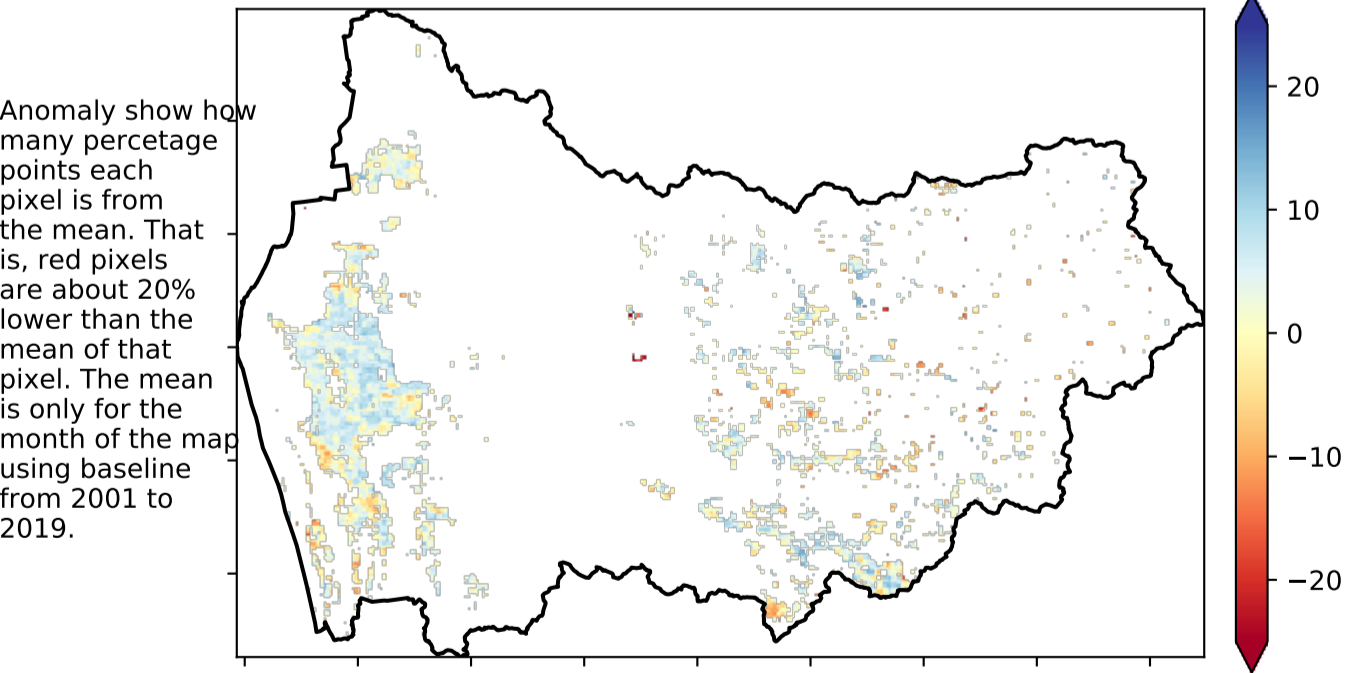 Anomaly show how
many percetage
points each
pixel is from
the mean. That
is, red pixels
are about 20%
lower than the
mean of that
pixel. The mean
is only for the
month of the map
using baseline
from 2001 to
2019.
20
10
0
−10
−20